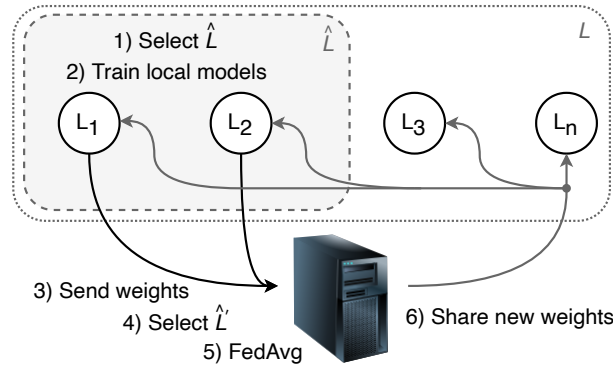 1) Select L̂
L̂
L
2) Train local models
L1
L2
L3
Ln
3) Send weights
4) Select L̂'
5) FedAvg
6) Share new weights